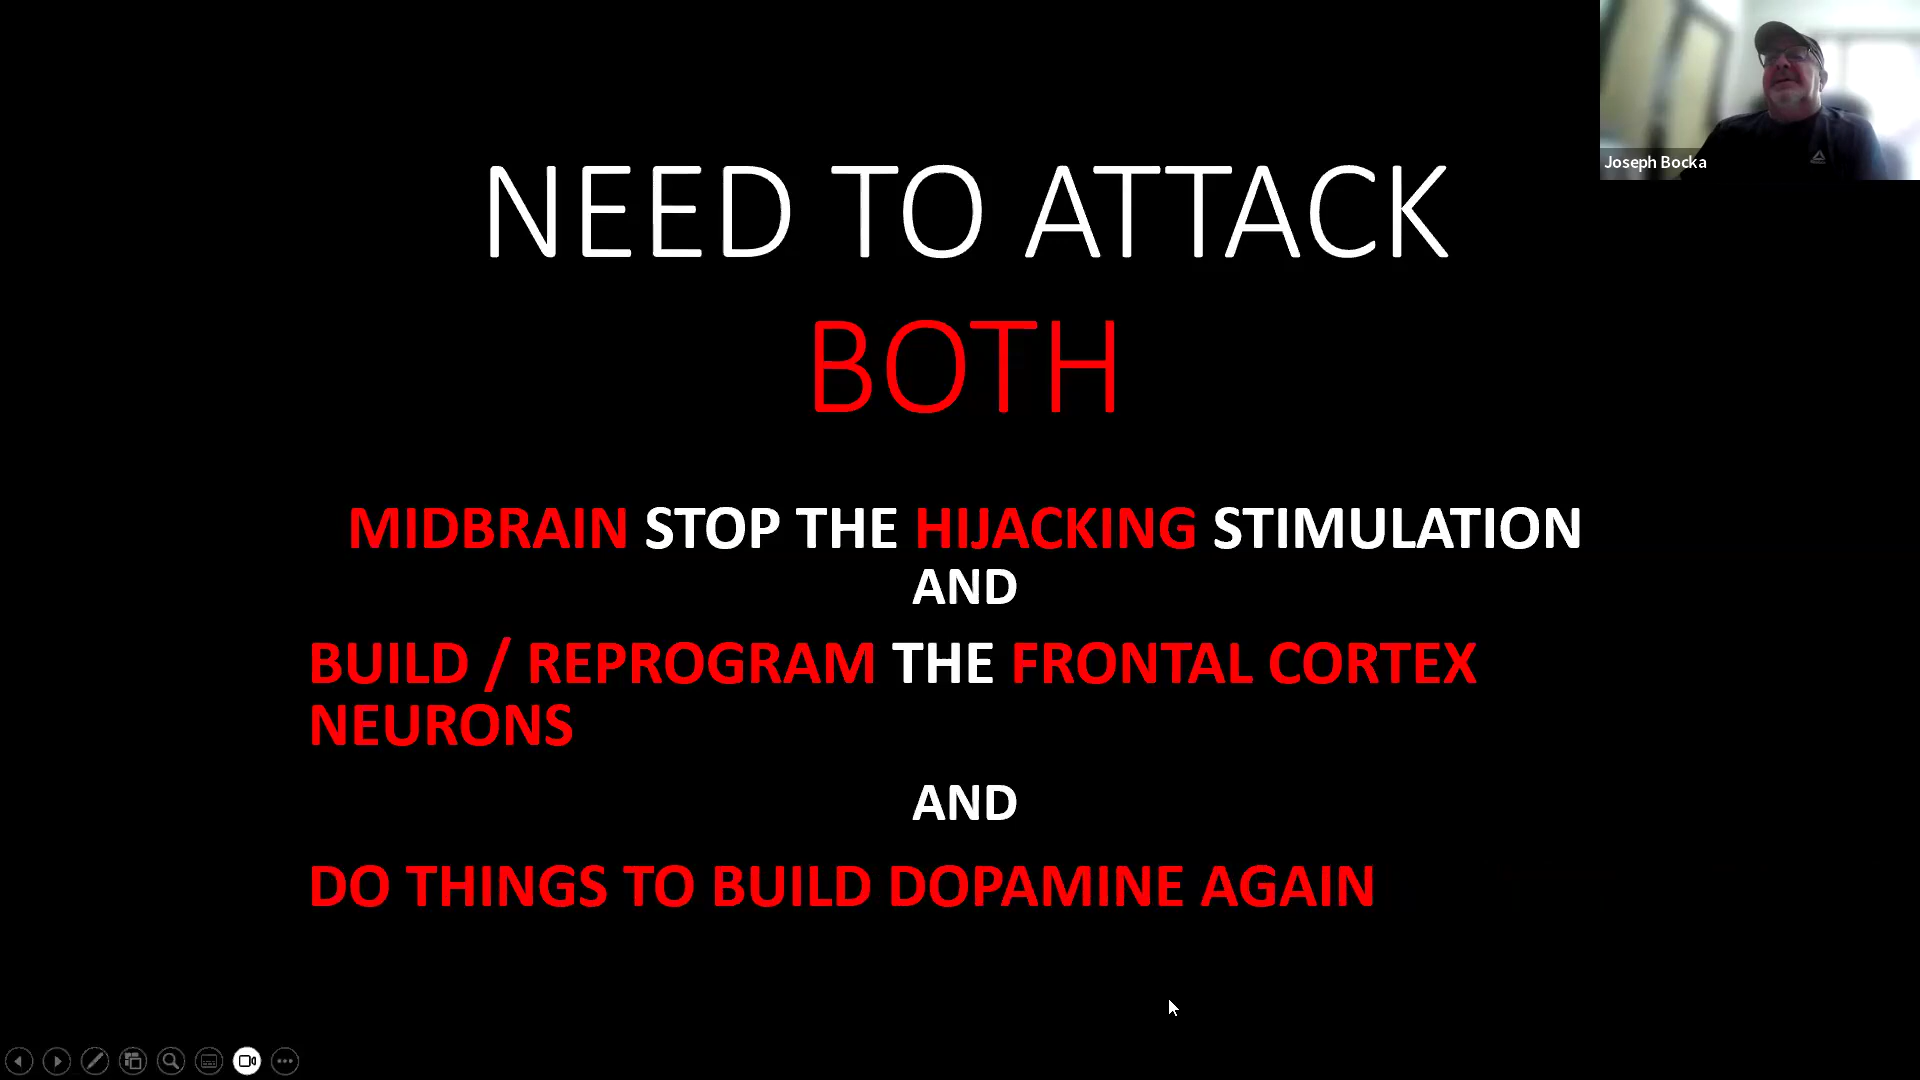 NEED TO ATTACK
BOTH
MIDBRAIN STOP THE HIJACKING STIMULATION
AND
BUILD / REPROGRAM THE FRONTAL CORTEX
NEURONS
AND
DO THINGS TO BUILD DOPAMINE AGAIN
Joseph Bocka